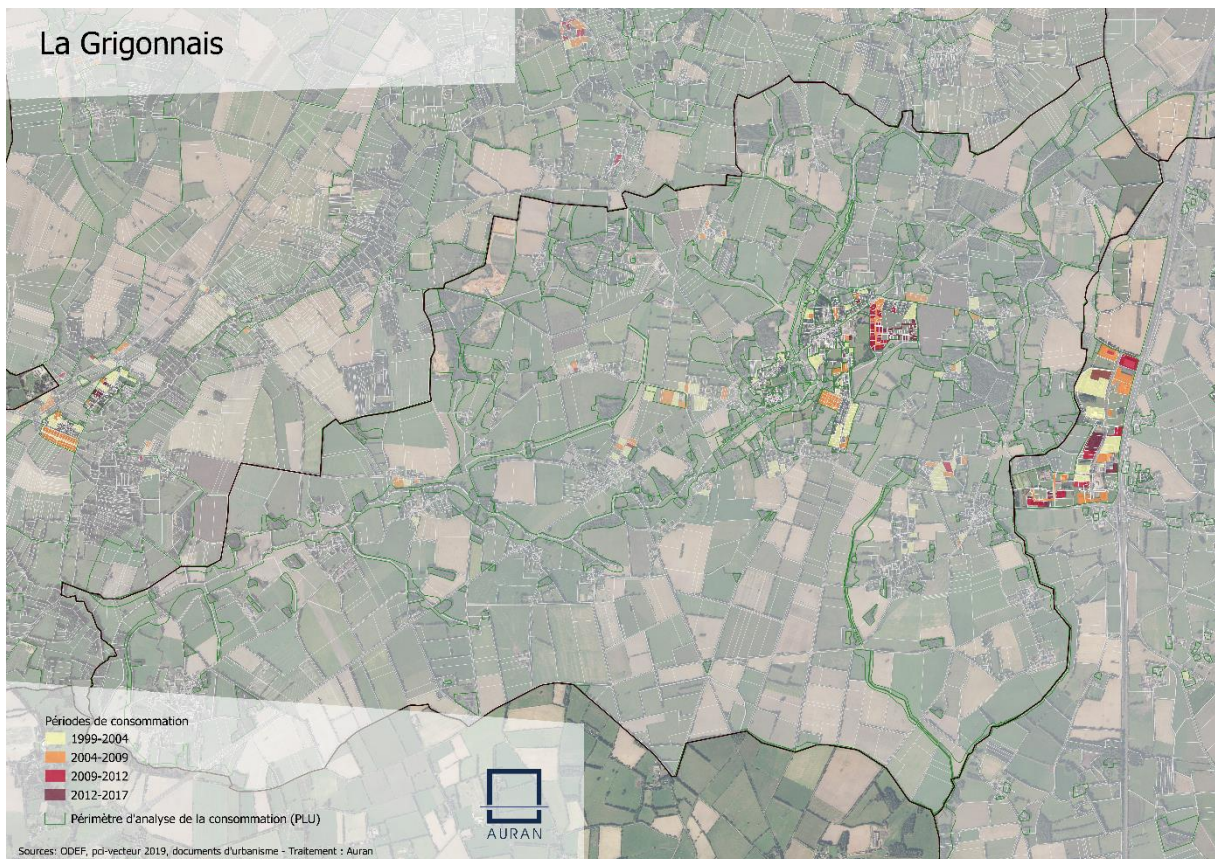 La Grigonnais
Périodes de consommation
1999-2004
2004-2009
2009-2012
2012-2017
Périmètre d'analyse de la consommation (PLU)
AURAN
Sources: ODEF, pci-vecteur 2019, documents d'urbanisme - Traitement : Auran